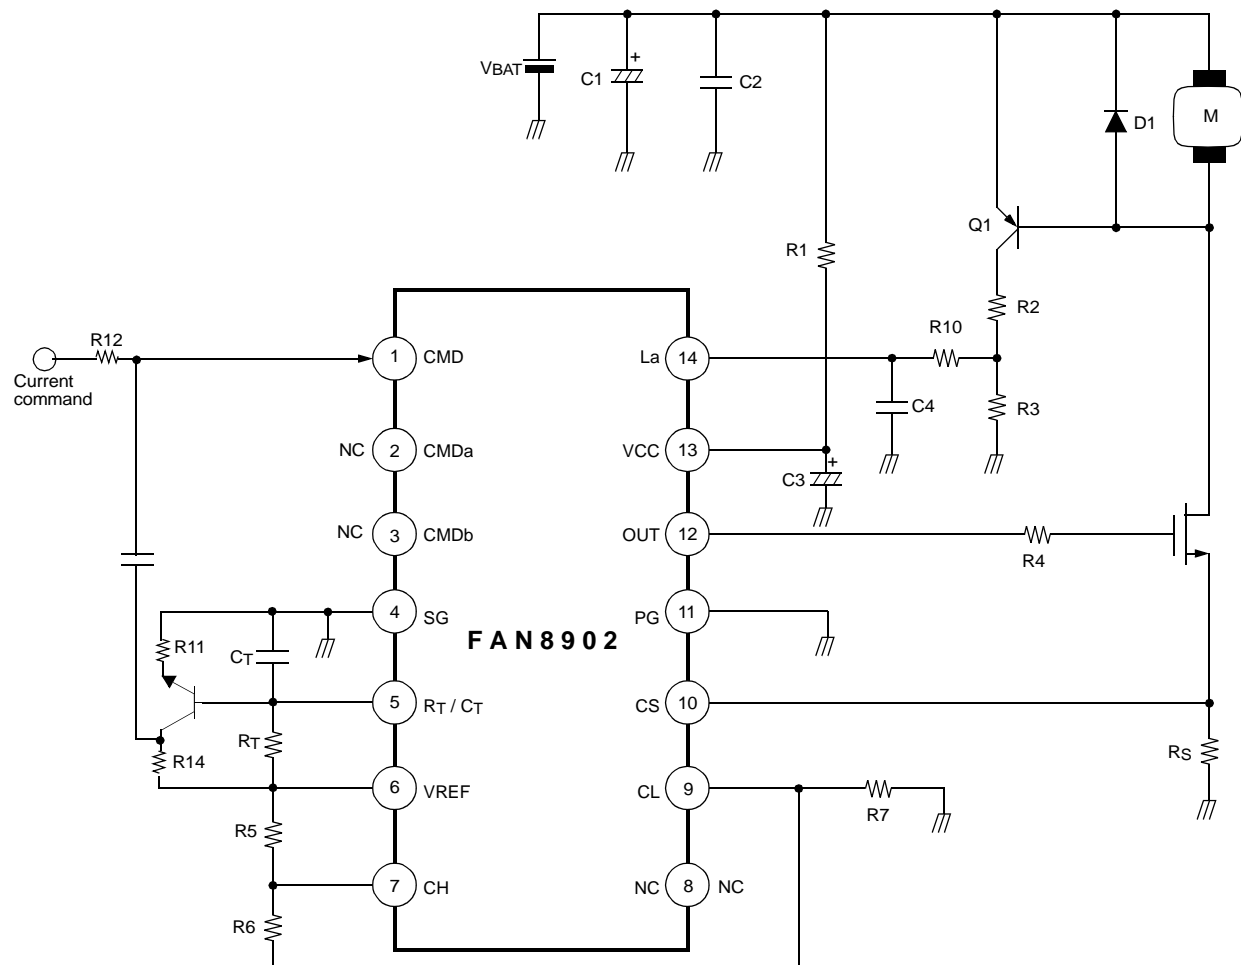 VBAT
C1
+
C2
D1
M
Q1
R1
R2
R12
R10
1
CMD
La
14
Current
command
C4
R3
NC
2
CMDa
VCC
13
+
C3
NC
3
CMDb
OUT
12
R4
4
SG
PG
11
R11
FAN8902
CT
5
RT / CT
CS
10
RT
R14
RS
6
VREF
CL
9
R7
R5
7
CH
NC
8
NC
R6